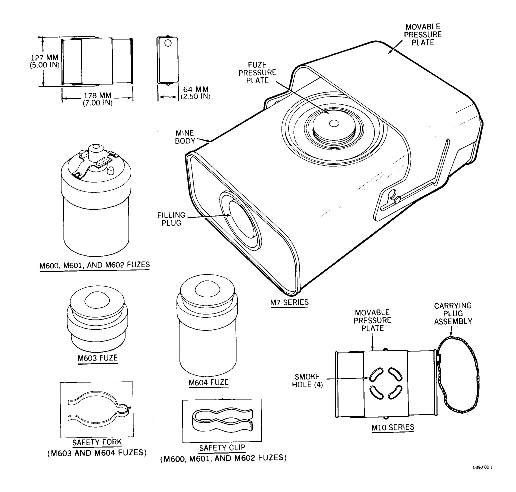 MOVABLE
PRESSURE
PLATE
FUZE
PRESSURE
PLATE
127 MM
(5.00 IN)
64 MM
(2.50 IN)
178 MM
(7.00 IN)
MINE
BODY
FILLING
PLUG
M600, M601, AND M602 FUZES
M7 SERIES
MOVABLE
PRESSURE
PLATE
CARRYING
PLUG
ASSEMBLY
M603 FUZE
M604 FUZE
SMOKE
HOLE (4)
M10 SERIES
SAFETY FORK
(M603 AND M604 FUZES)
SAFETY CLIP
(M600, M601, AND M602 FUZES)